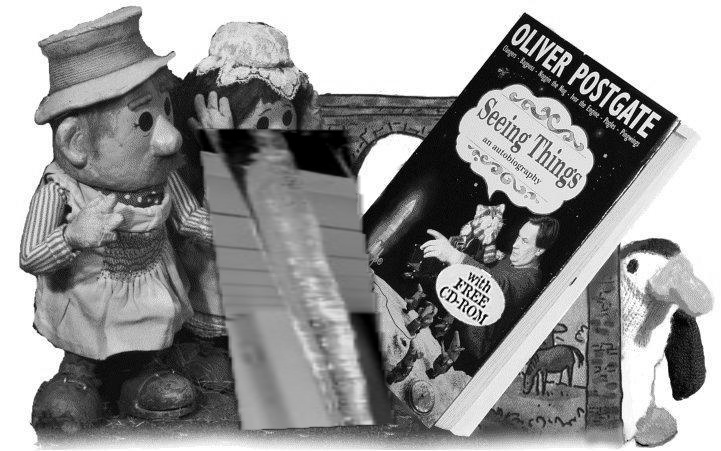 OLIVER POSTGATE
Clangers - Bagpuss - Noggin the Nog - Ivor the Engine - Pogles - Pingwings
Seeing Things
an autobiography
with
FREE
CD-ROM